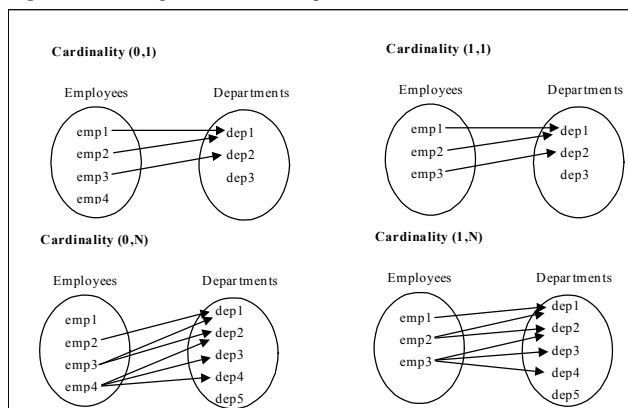 Cardinality (0,1)
Employees
Departments
emp1
emp2
emp3
emp4
dep1
dep2
dep3
Cardinality (1,1)
Employees
Departments
emp1
emp2
emp3
dep1
dep2
dep3
Cardinality (0,N)
Employees
Departments
emp1
emp2
emp3
emp4
dep1
dep2
dep3
dep4
dep5
Cardinality (1,N)
Employees
Departments
emp1
emp2
emp3
dep1
dep2
dep3
dep4
dep5